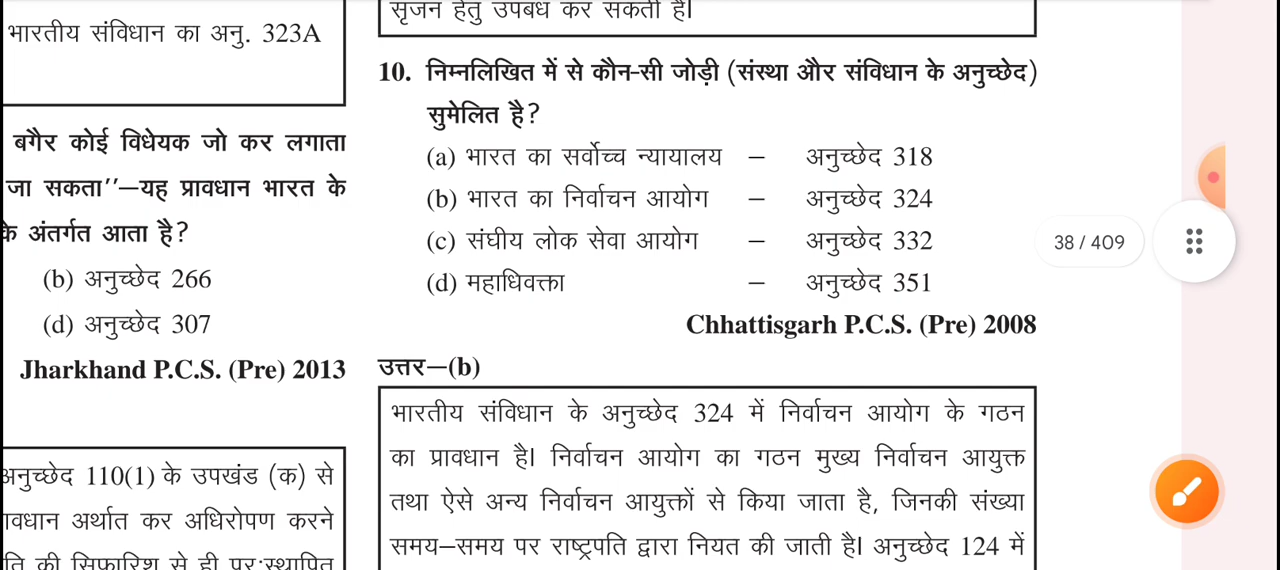 भारतीय संविधान का अनु. 323A
बगैर कोई विधेयक जो कर लगाता
जा सकता’’—यह प्रावधान भारत के
के अंतर्गत आता है?
(b) अनुच्छेद 266
(d) अनुच्छेद 307
Jharkhand P.C.S. (Pre) 2013
अनुच्छेद 110(1) के उपखंड (क) से
प्रावधान अर्थात कर अधिरोपण करने
की सिफारिश से ही पुरःस्थापित
सृजन हेतु उपबंध कर सकती है।
10. निम्नलिखित में से कौन-सी जोड़ी (संस्था और संविधान के अनुच्छेद)
सुमेलित है?
(a) भारत का सर्वोच्च न्यायालय – अनुच्छेद 318
(b) भारत का निर्वाचन आयोग – अनुच्छेद 324
(c) संघीय लोक सेवा आयोग – अनुच्छेद 332
(d) महाधिवक्ता – अनुच्छेद 351
Chhattisgarh P.C.S. (Pre) 2008
उत्तर—(b)
भारतीय संविधान के अनुच्छेद 324 में निर्वाचन आयोग के गठन
का प्रावधान है। निर्वाचन आयोग का गठन मुख्य निर्वाचन आयुक्त
तथा ऐसे अन्य निर्वाचन आयुक्तों से किया जाता है, जिनकी संख्या
समय—समय पर राष्ट्रपति द्वारा नियत की जाती है। अनुच्छेद 124 में
38 / 409